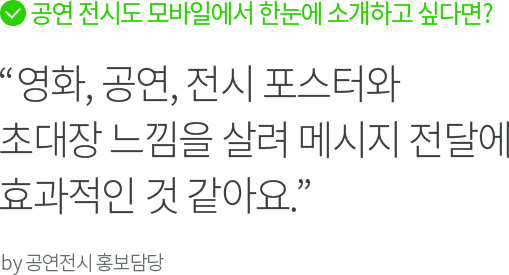 공연 전시도 모바일에서 한눈에 소개하고 싶다면?
“영화, 공연, 전시 포스터와
초대장 느낌을 살려 메시지 전달에
효과적인 것 같아요.”
by 공연전시 홍보담당